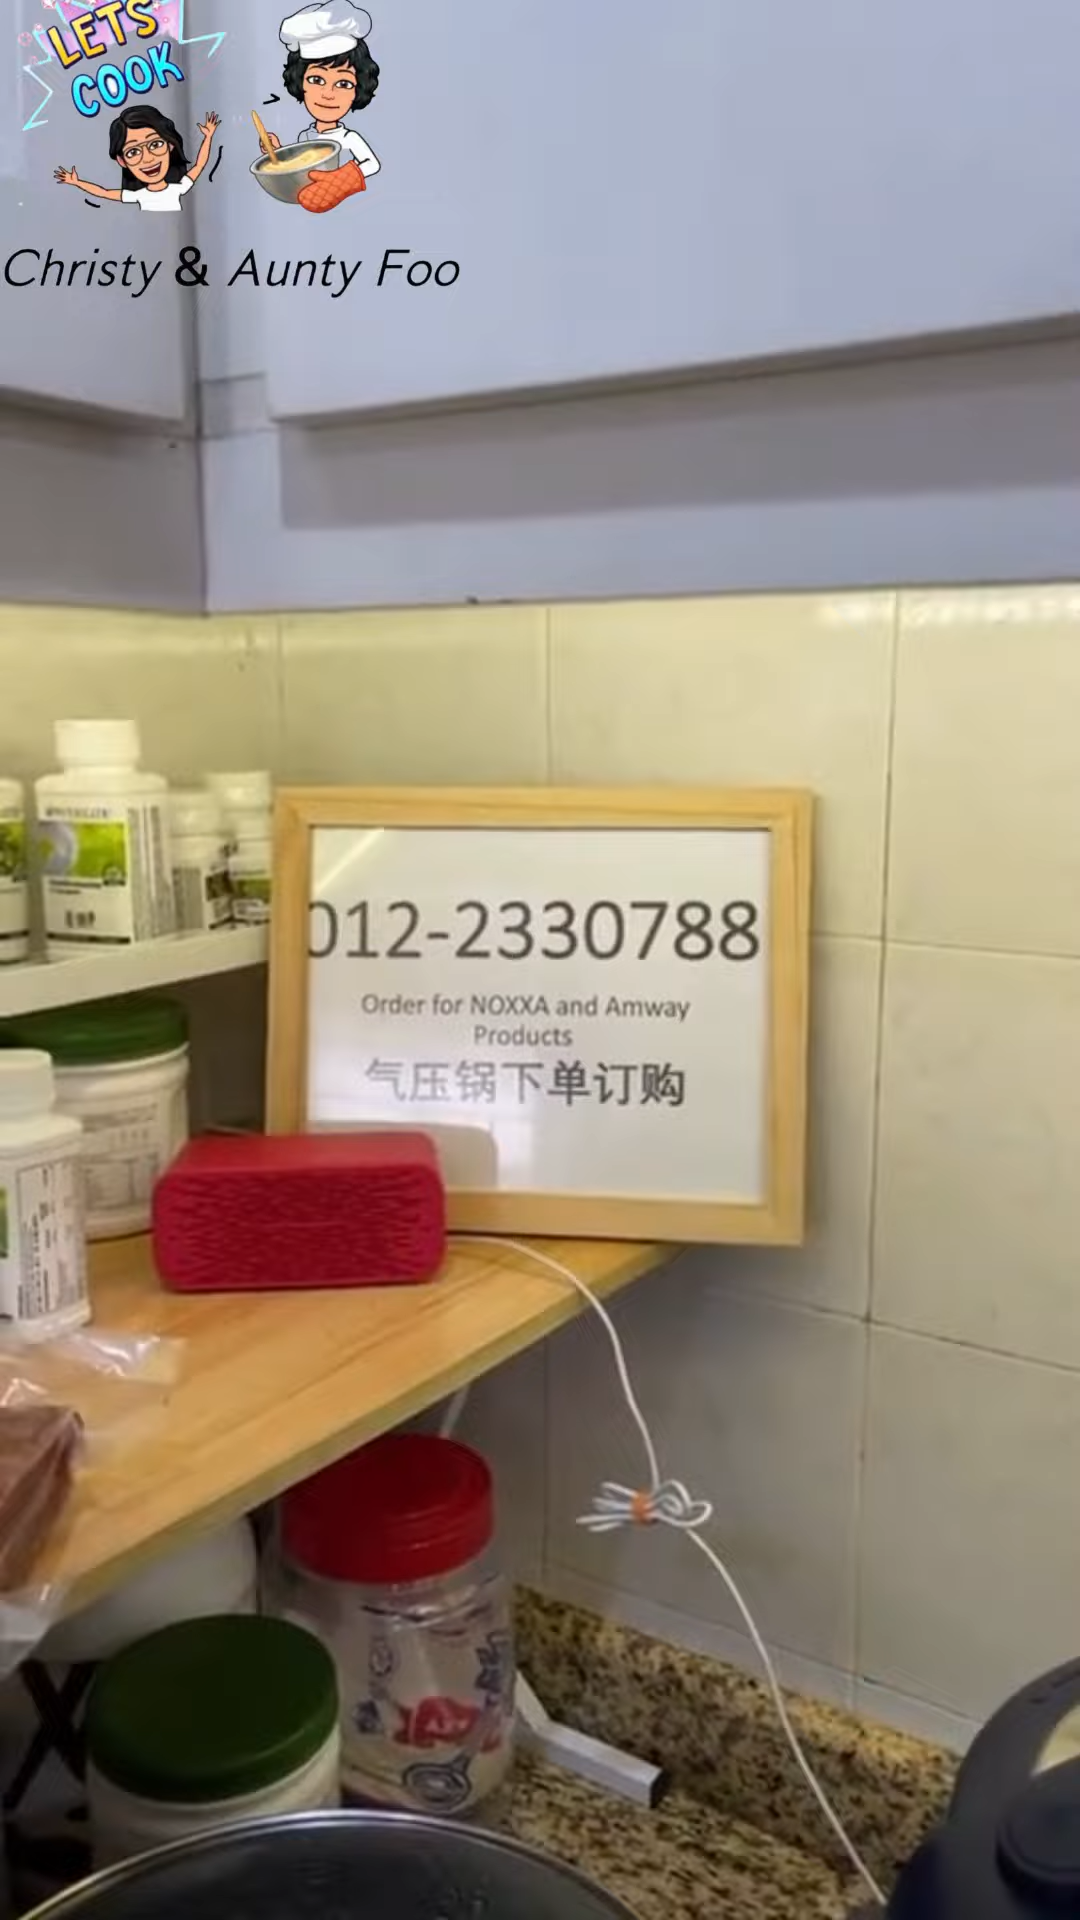 LETS
COOK
Christy & Aunty Foo
012-2330788
Order for NOXXA and Amway
Products
气压锅下单订购